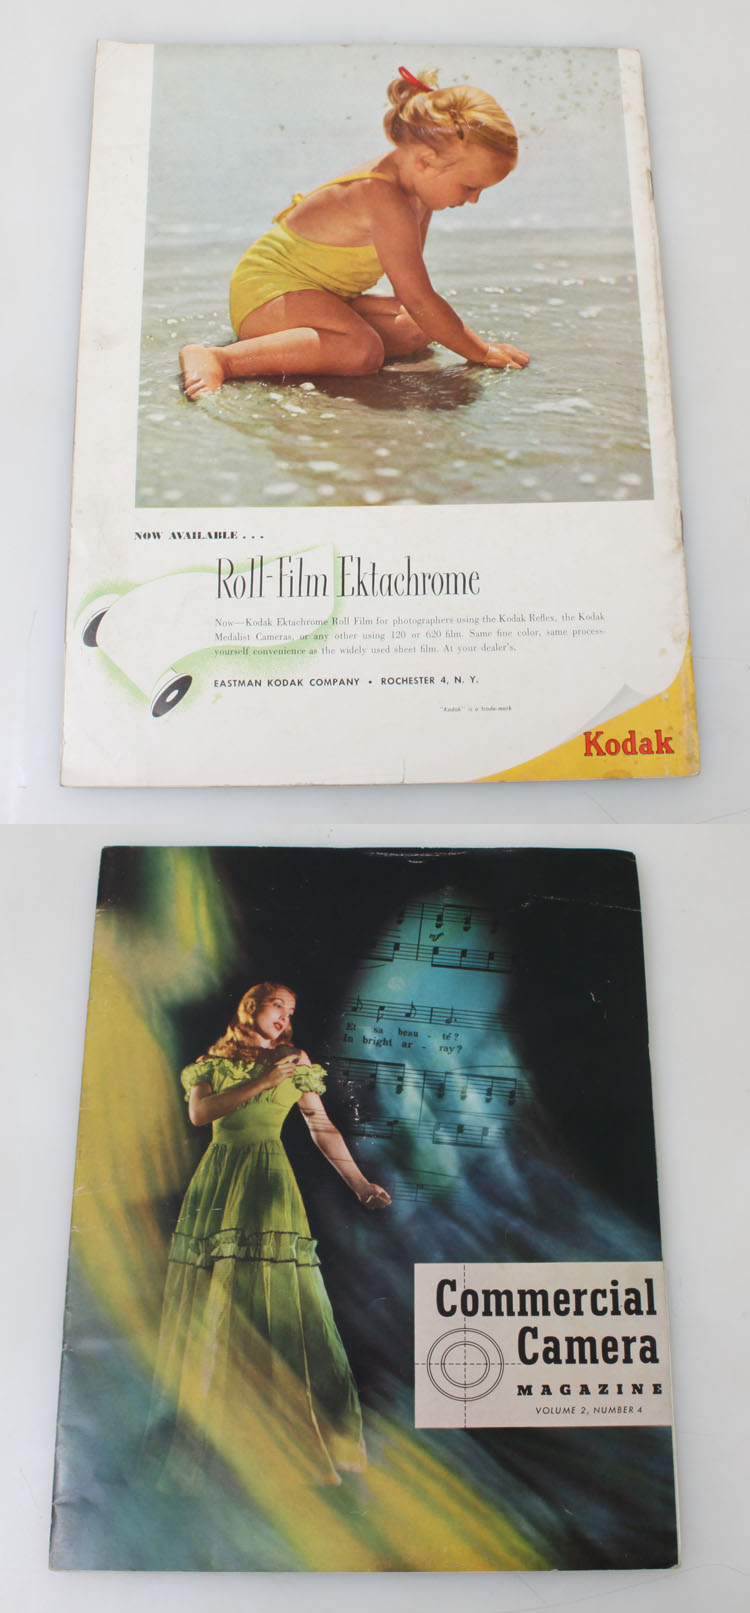 NOW AVAILABLE . . .
Roll-Film Ektachrome
Now—Kodak Ektachrome Roll Film for photographers using the Kodak Reflex, the Kodak
Medalist Cameras, or any other using 120 or 620 film. Same fine color, same process-
yourself convenience as the widely used sheet film. At your dealer's.
EASTMAN KODAK COMPANY • ROCHESTER 4, N. Y.
"Kodak" is a trade-mark
Kodak
mf
Et sa beau - té?
In bright ar - ray?
Commercial
Camera
MAGAZINE
VOLUME 2, NUMBER 4